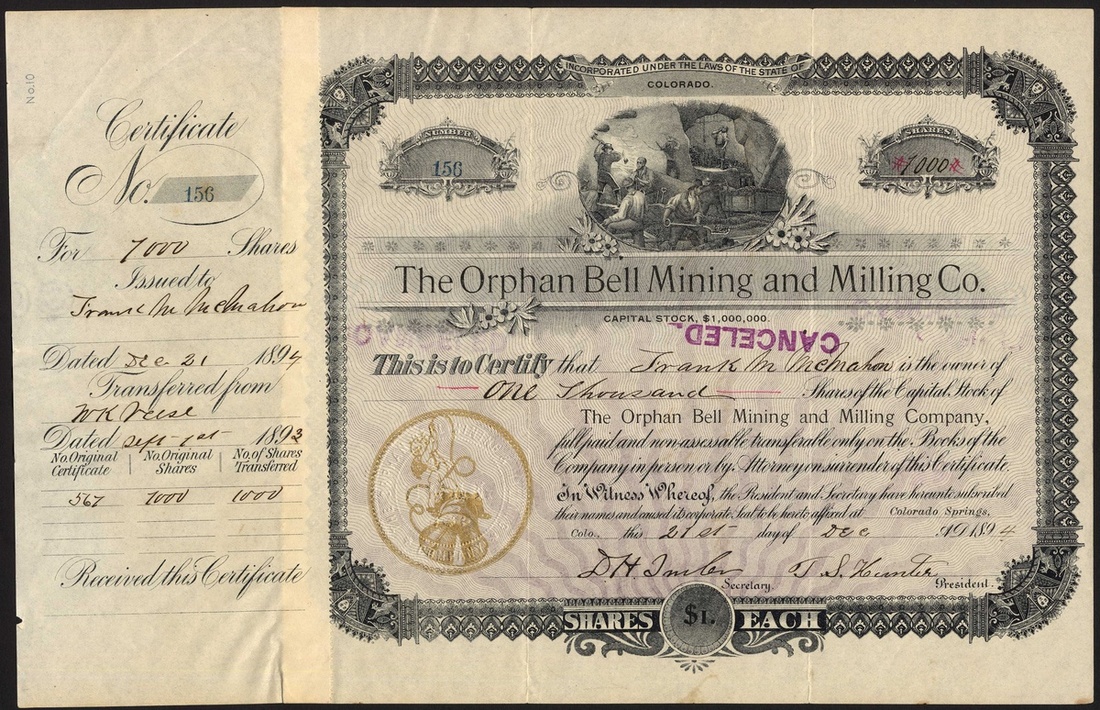 NO. 10
Certificate
No. 156
For 1000 Shares
Issued to
Frank M McMahon
Dated Dec 21 1894
Transferred from
WK
Dated Sept 1st 1893
No. Original Certificate | No. Original Shares | No. of Shares Transferred
567 1000 1000
Received this Certificate
INCORPORATED UNDER THE LAWS OF THE STATE OF
COLORADO.
NUMBER
156
SHARES
*1000*
The Orphan Bell Mining and Milling Co.
CAPITAL STOCK, $1,000,000.
CANCELED.
This is to Certify that Frank M McMahon is the owner of
One Thousand Shares of the Capital Stock of
The Orphan Bell Mining and Milling Company,
full paid and non-assessable transferable only on the Books of the
Company in person or by Attorney on surrender of this Certificate.
In Witness Whereof, the President and Secretary have hereunto subscribed
their names and caused its corporate Seal to be hereto affixed at Colorado Springs,
Colo. this 21st day of Dec A.D. 1894
D.H.
T.S. Hunter
Secretary. President.
SHARES $1. EACH